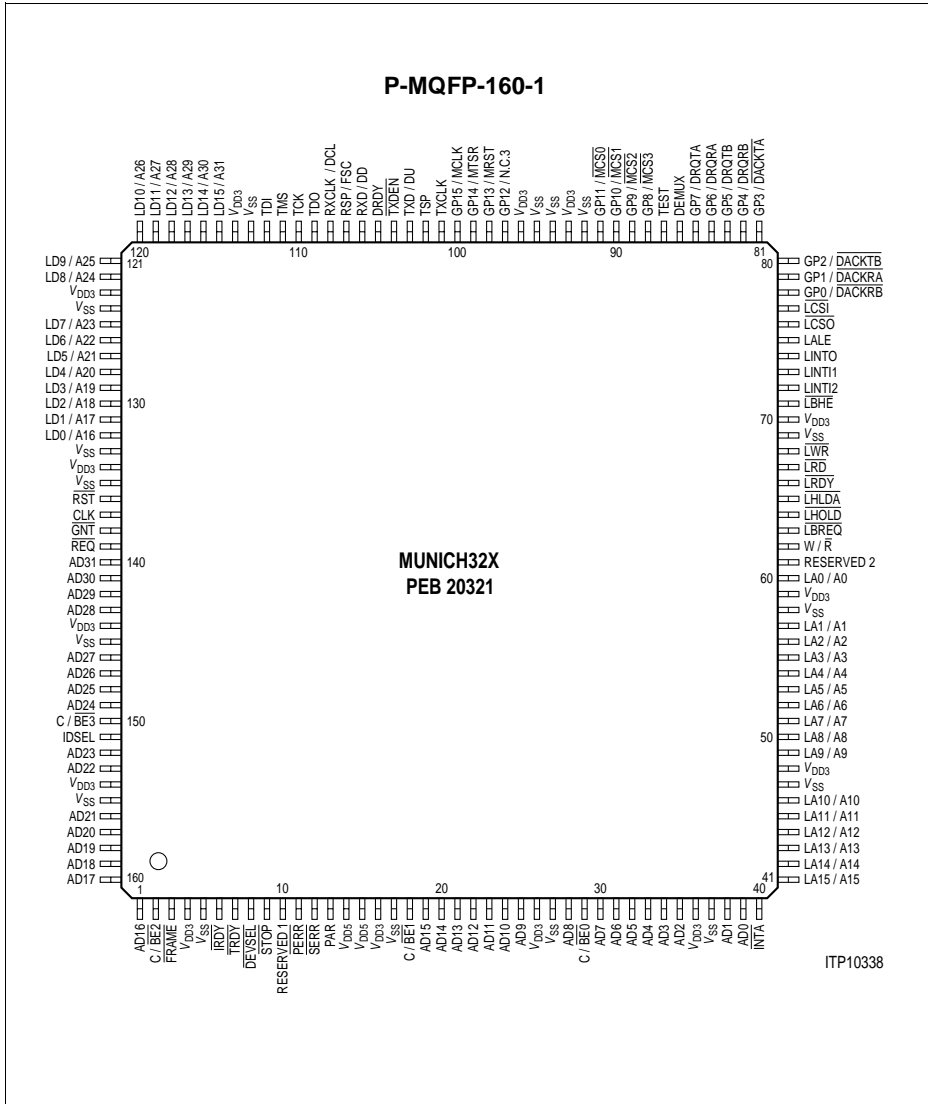 P-MQFP-160-1
LD10 / A26
LD11 / A27
LD12 / A28
LD13 / A29
LD14 / A30
LD15 / A31
VDD3
VSS
TDI
TMS
TCK
TDO
RXCLK / DCL
RSP / FSC
RXD / DD
DRDY
TXDEN
TXD / DU
TSP
TXCLK
GP15 / MCLK
GP14 / MTSR
GP13 / MRST
GP12 / N.C.3
VDD3
VSS
VSS
VDD3
VSS
GP11 / MCS0
GP10 / MCS1
GP9 / MCS2
GP8 / MCS3
TEST
DEMUX
GP7 / DRQTA
GP6 / DRQRA
GP5 / DRQTB
GP4 / DRQRB
GP3 / DACKTA
120
110
100
90
81
LD9 / A25
121
LD8 / A24
VDD3
VSS
LD7 / A23
LD6 / A22
LD5 / A21
LD4 / A20
LD3 / A19
LD2 / A18
130
LD1 / A17
LD0 / A16
VSS
VDD3
VSS
RST
CLK
GNT
REQ
AD31
140
AD30
AD29
AD28
VDD3
VSS
AD27
AD26
AD25
AD24
C / BE3
150
IDSEL
AD23
AD22
VDD3
VSS
AD21
AD20
AD19
AD18
AD17
160
MUNICH32X
PEB 20321
80
GP2 / DACKTB
GP1 / DACKRA
GP0 / DACKRB
LCSI
LCSO
LALE
LINTO
LINTI1
LINTI2
LBHE
70
VDD3
VSS
LWR
LRD
LRDY
LHLDA
LHOLD
LBREQ
W / R
RESERVED 2
60
LA0 / A0
VDD3
VSS
LA1 / A1
LA2 / A2
LA3 / A3
LA4 / A4
LA5 / A5
LA6 / A6
LA7 / A7
50
LA8 / A8
LA9 / A9
VDD3
VSS
LA10 / A10
LA11 / A11
LA12 / A12
LA13 / A13
LA14 / A14
41
LA15 / A15
1
10
20
30
40
AD16
C / BE2
FRAME
VDD3
VSS
IRDY
TRDY
DEVSEL
STOP
RESERVED 1
PERR
SERR
PAR
VDD5
VDD5
VDD3
VSS
C / BE1
AD15
AD14
AD13
AD12
AD11
AD10
AD9
VDD3
VSS
AD8
C / BE0
AD7
AD6
AD5
AD4
AD3
AD2
VDD3
VSS
AD1
AD0
INTA
ITP10338